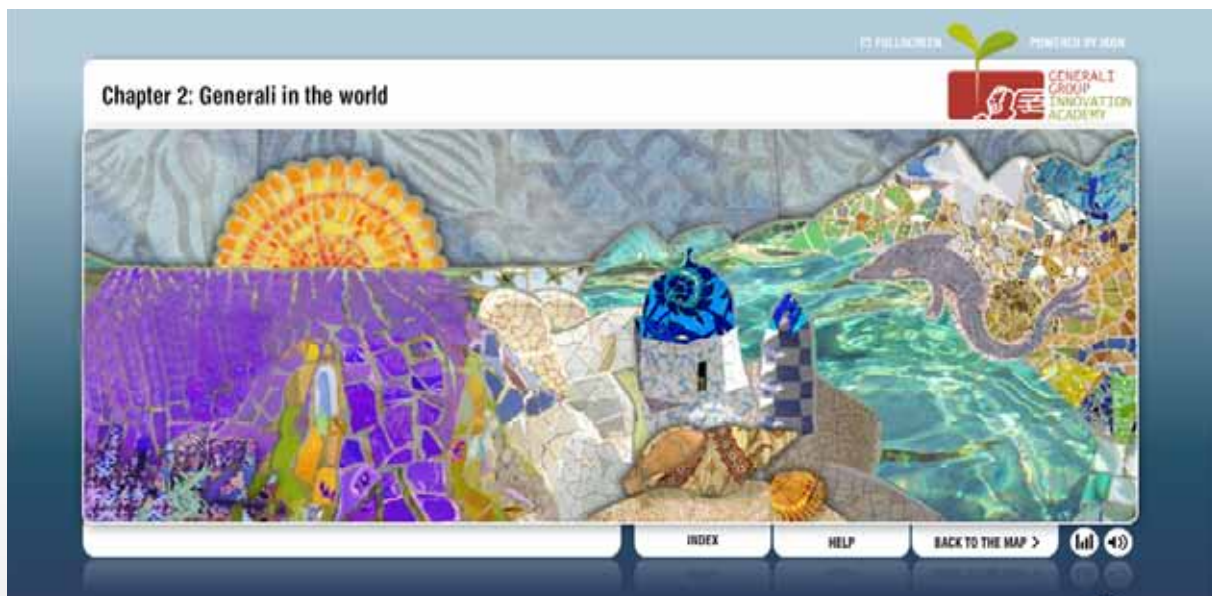 FULLSCREEN
POWERED BY
Chapter 2: Generali in the world
GENERALI
GROUP
INNOVATION
ACADEMY
INDEX
HELP
BACK TO THE MAP >